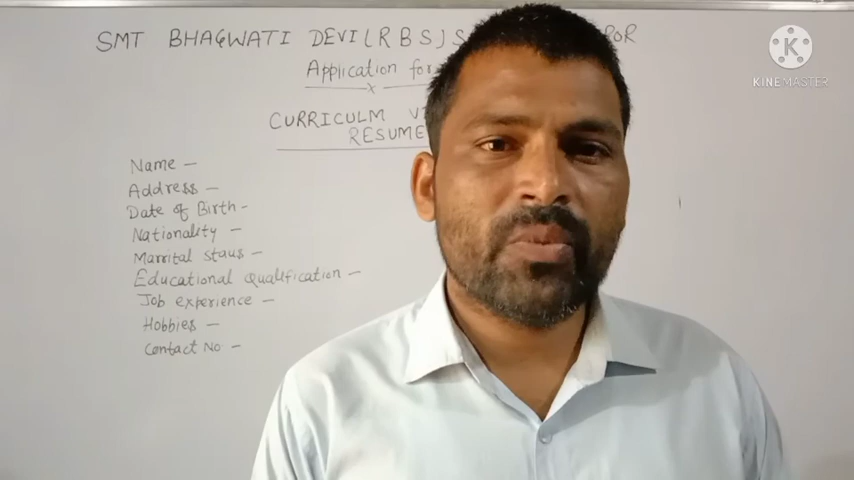 SMT BHAGWATI DEVI (R B S) S
Application for
x
CURRICULM V
RESUME
Name -
Address -
Date of Birth -
Nationality -
Marrital staus -
Educational qualification -
Job experience -
Hobbies -
Contact No -
K
KINEMASTER